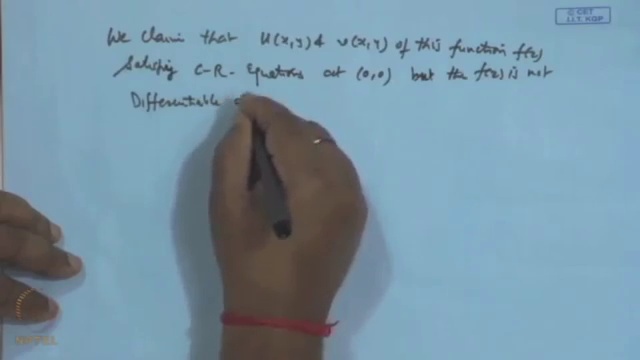 We claim that u(x,y) & v(x,y) of this function f(z)
Satisfy C-R- Equations at (0,0) but the f(z) is not
Differentiable
© CET
I.I.T. KGP
NPTEL